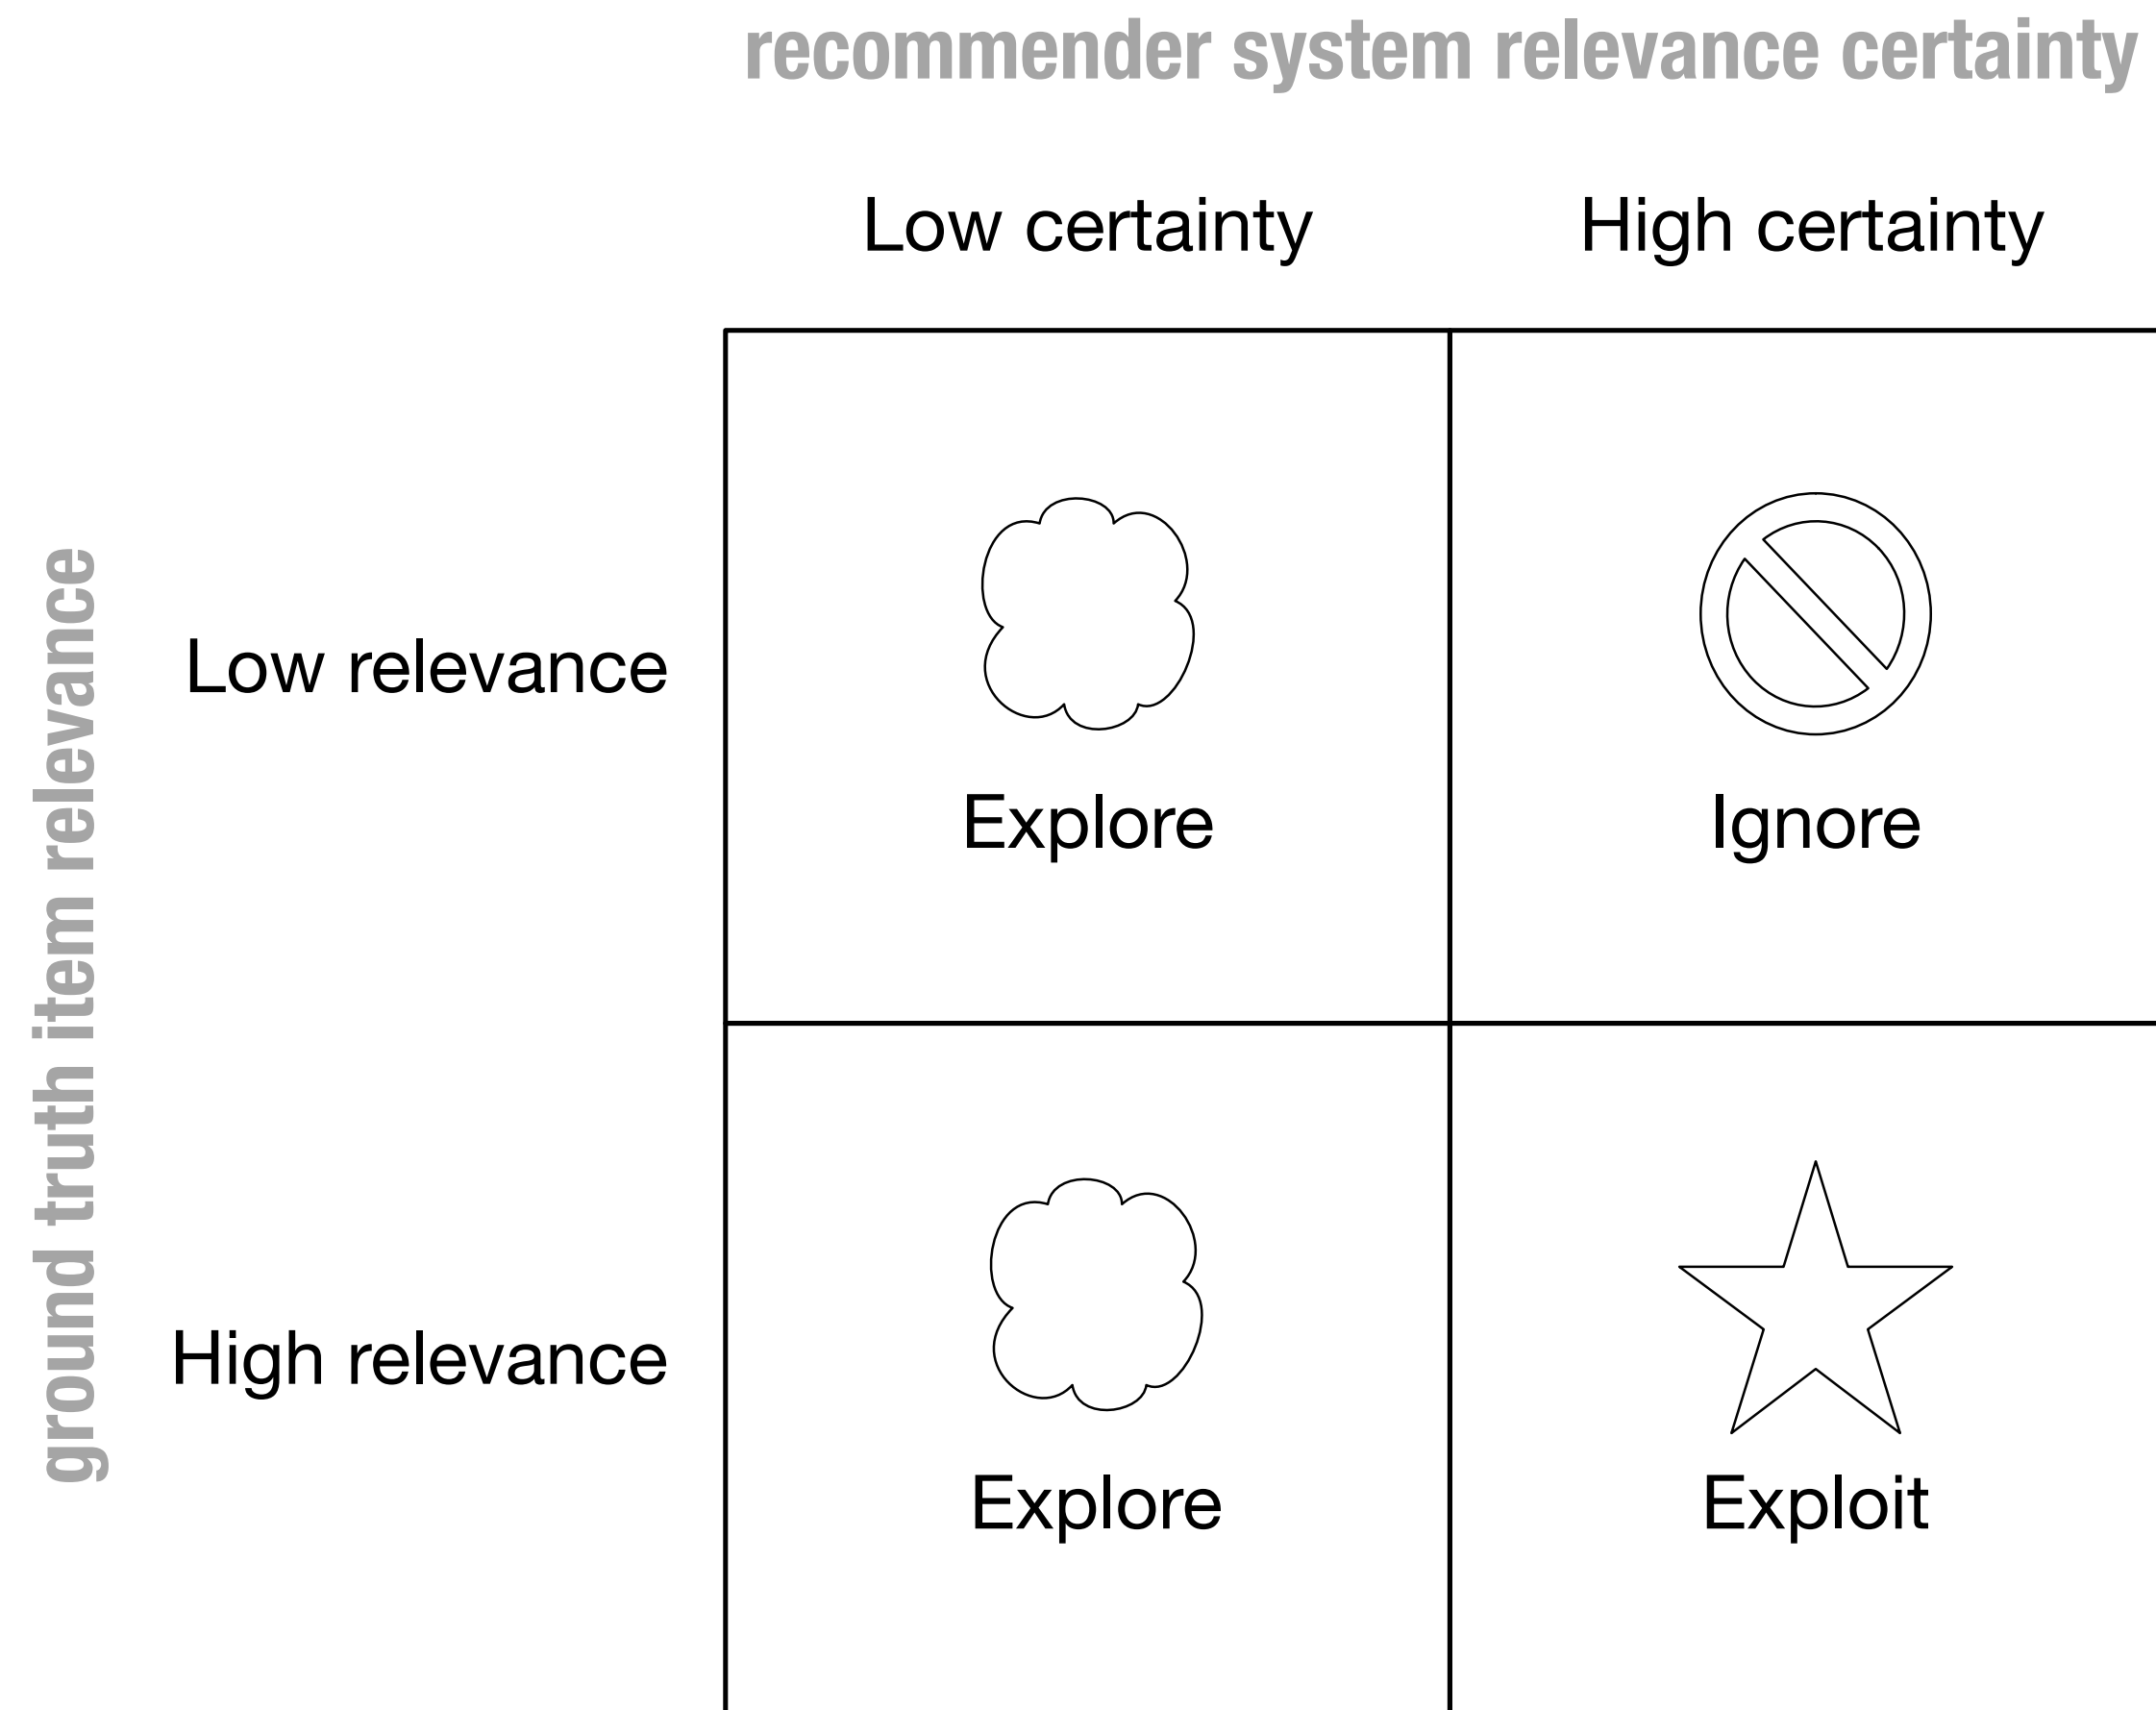 recommender system relevance certainty
Low certainty
High certainty
ground truth item relevance
Low relevance
Explore
Ignore
High relevance
Explore
Exploit